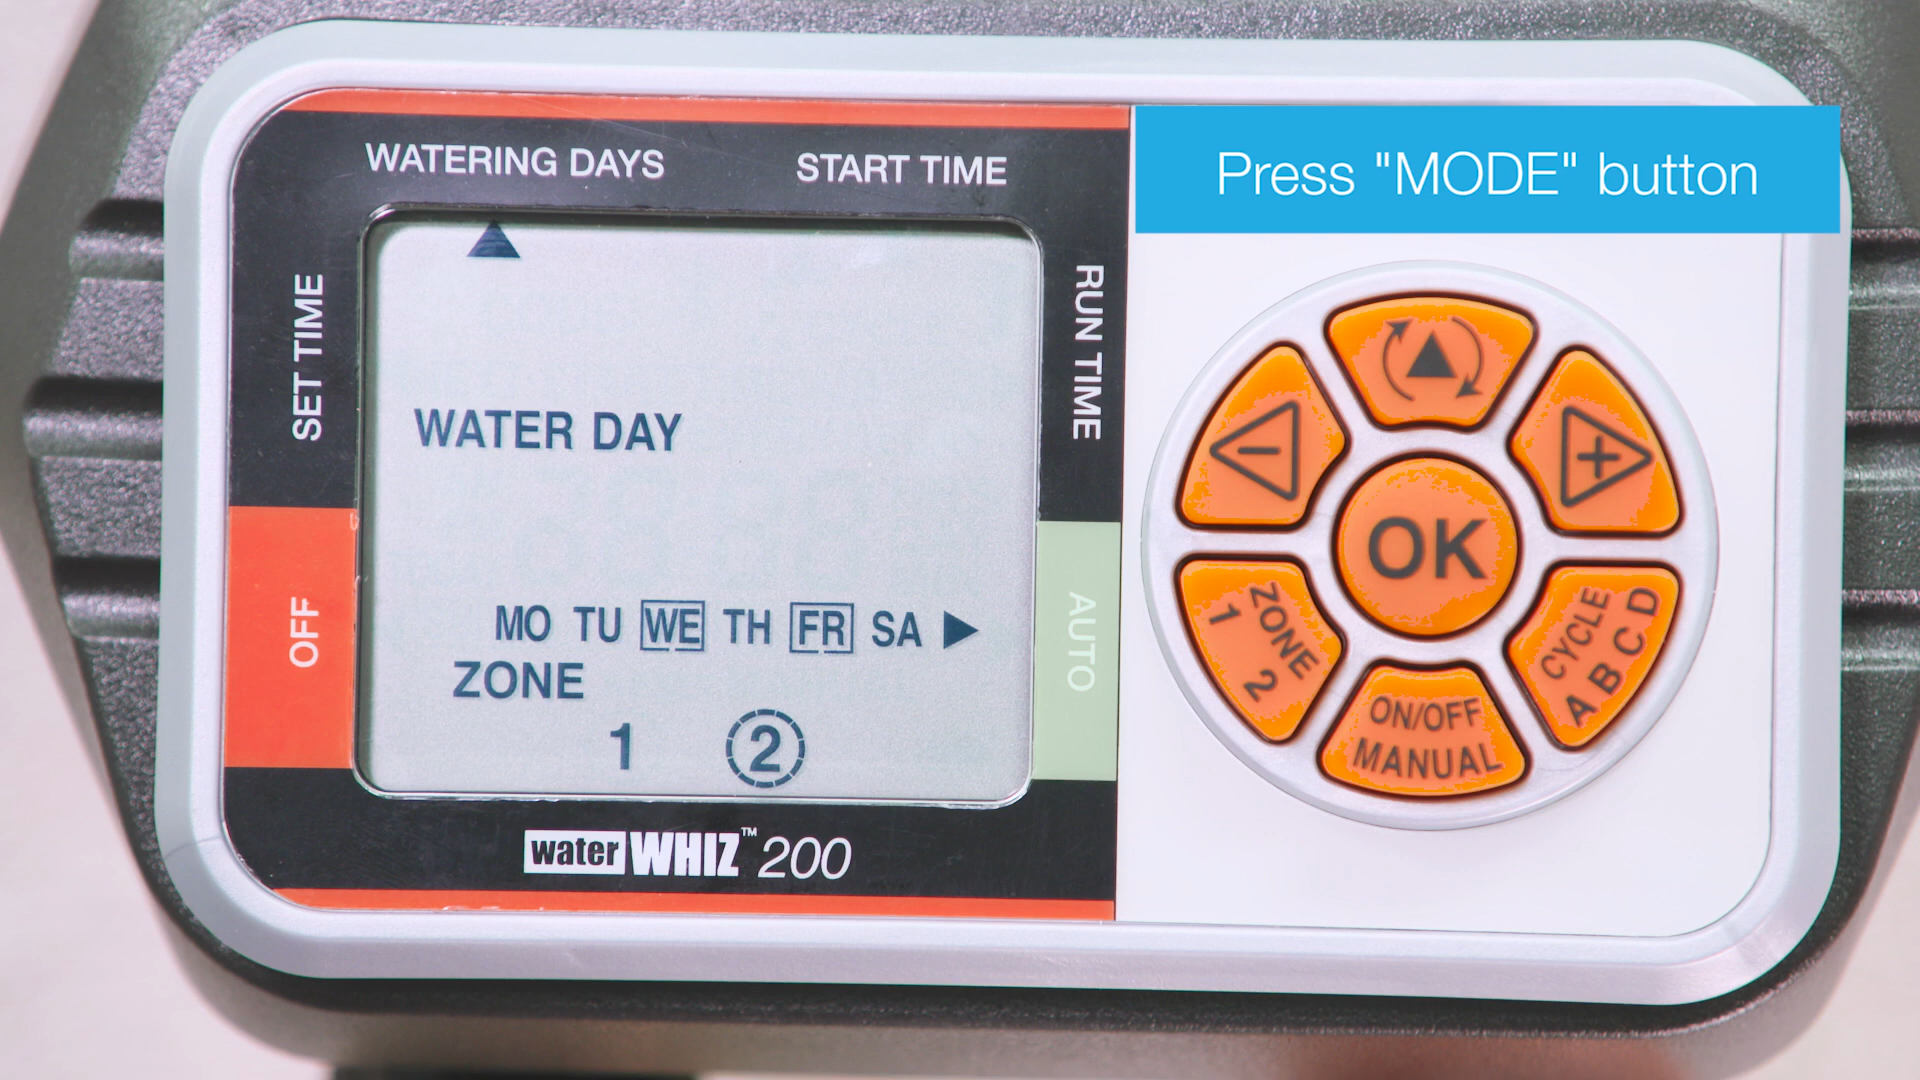 WATERING DAYS
START TIME
Press "MODE" button
SET TIME
RUN TIME
WATER DAY
OFF
MO TU WE TH FR SA
ZONE
1 2
AUTO
- +
OK
ZONE
1 2
CYCLE
A B C D
ON/OFF
MANUAL
water WHIZ™ 200